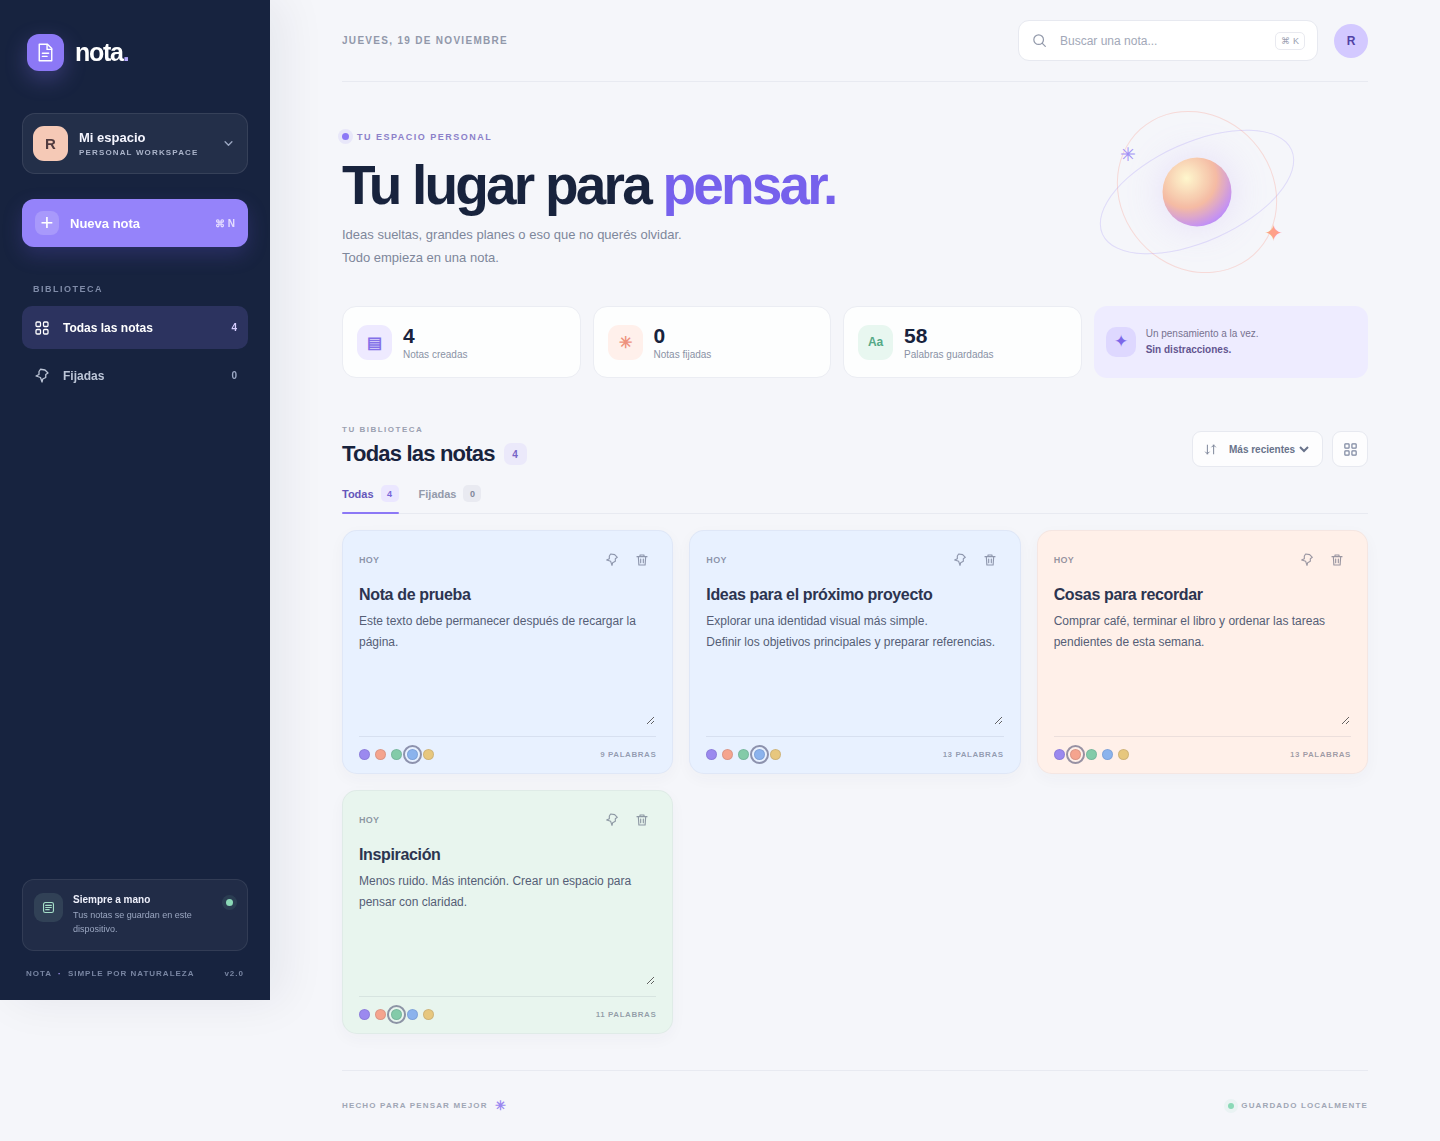 nota.
R
Mi espacio
PERSONAL WORKSPACE
Nueva nota
⌘ N
BIBLIOTECA
Todas las notas
4
Fijadas
0
Siempre a mano
Tus notas se guardan en este
dispositivo.
NOTA · SIMPLE POR NATURALEZA
v2.0
JUEVES, 19 DE NOVIEMBRE
Buscar una nota...
⌘ K
R
TU ESPACIO PERSONAL
Tu lugar para pensar.
Ideas sueltas, grandes planes o eso que no querés olvidar.
Todo empieza en una nota.
4
Notas creadas
0
Notas fijadas
Aa
58
Palabras guardadas
Un pensamiento a la vez.
Sin distracciones.
TU BIBLIOTECA
Todas las notas 4
Más recientes
Todas 4
Fijadas 0
HOY
Nota de prueba
Este texto debe permanecer después de recargar la
página.
9 PALABRAS
HOY
Ideas para el próximo proyecto
Explorar una identidad visual más simple.
Definir los objetivos principales y preparar referencias.
13 PALABRAS
HOY
Cosas para recordar
Comprar café, terminar el libro y ordenar las tareas
pendientes de esta semana.
13 PALABRAS
HOY
Inspiración
Menos ruido. Más intención. Crear un espacio para
pensar con claridad.
11 PALABRAS
HECHO PARA PENSAR MEJOR
GUARDADO LOCALMENTE